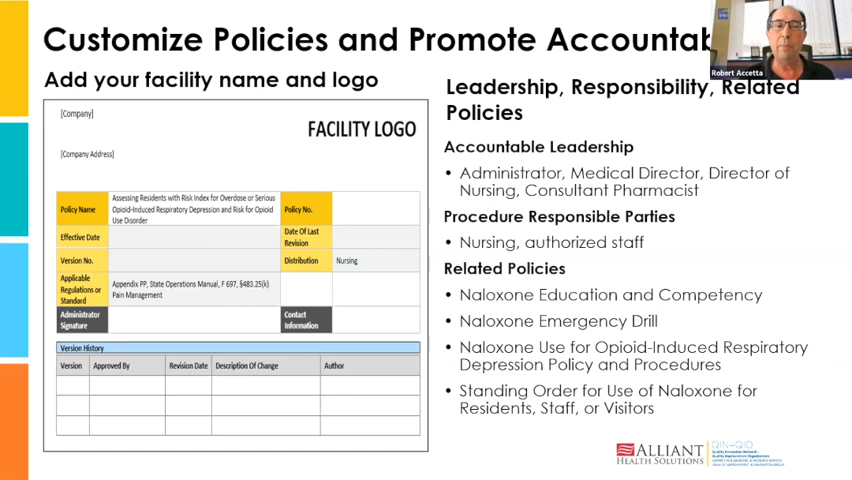 Customize Policies and Promote Accountab
Robert Accetta
Add your facility name and logo
[Company]
FACILITY LOGO
[Company Address]
Policy Name
Assessing Residents with Risk Index for Overdose or Serious
Opioid-Induced Respiratory Depression and Risk for Opioid
Use Disorder
Policy No.
Effective Date
Date Of Last
Revision
Version No.
Distribution
Nursing
Applicable
Regulations or
Standard
Appendix PP, State Operations Manual, F 697, §483.25(k)
Pain Management
Administrator
Signature
Contact
Information
Version History
Version
Approved By
Revision Date
Description Of Change
Author
Leadership, Responsibility, Related
Policies
Accountable Leadership
• Administrator, Medical Director, Director of
Nursing, Consultant Pharmacist
Procedure Responsible Parties
• Nursing, authorized staff
Related Policies
• Naloxone Education and Competency
• Naloxone Emergency Drill
• Naloxone Use for Opioid-Induced Respiratory
Depression Policy and Procedures
• Standing Order for Use of Naloxone for
Residents, Staff, or Visitors
ALLIANT
HEALTH SOLUTIONS
QIN-QIO